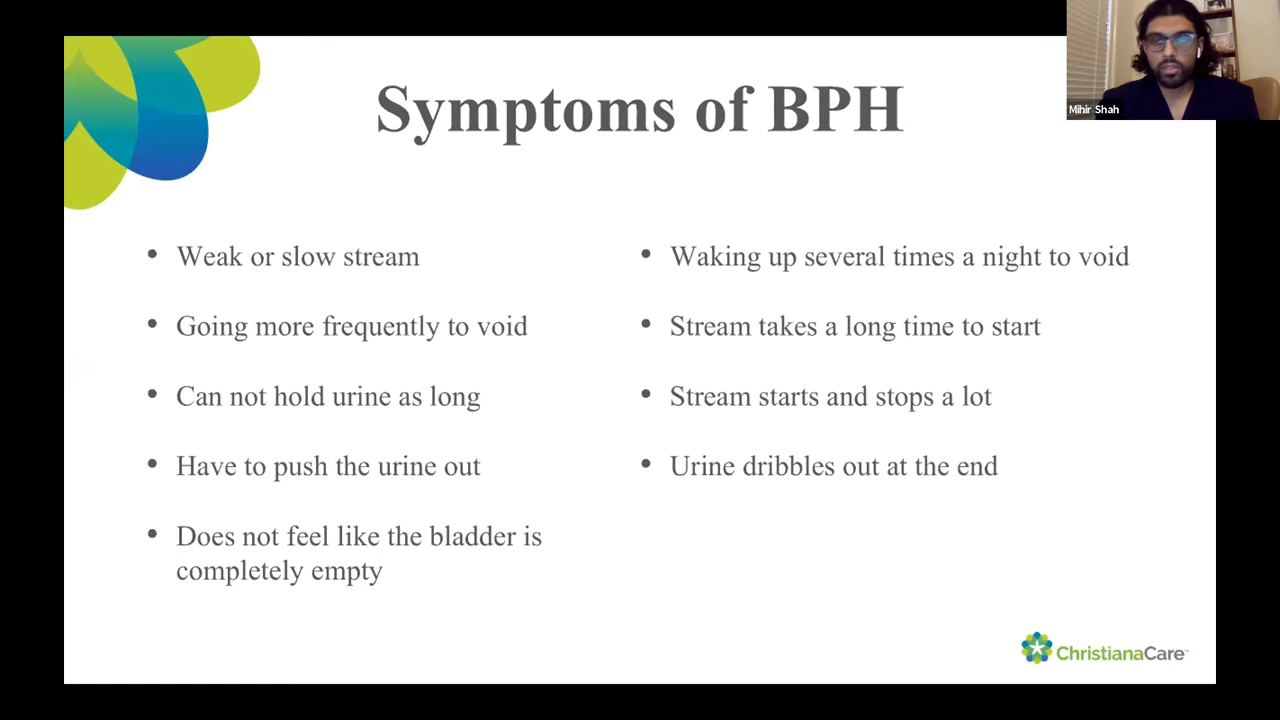 Symptoms of BPH
Mihir Shah
• Weak or slow stream
• Going more frequently to void
• Can not hold urine as long
• Have to push the urine out
• Does not feel like the bladder is
completely empty
• Waking up several times a night to void
• Stream takes a long time to start
• Stream starts and stops a lot
• Urine dribbles out at the end
ChristianaCare™